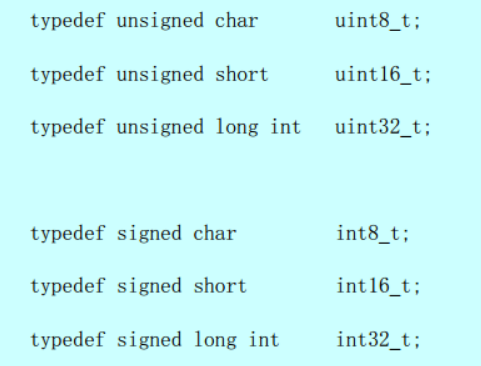 typedef unsigned char uint8_t;
typedef unsigned short uint16_t;
typedef unsigned long int uint32_t;
typedef signed char int8_t;
typedef signed short int16_t;
typedef signed long int int32_t;